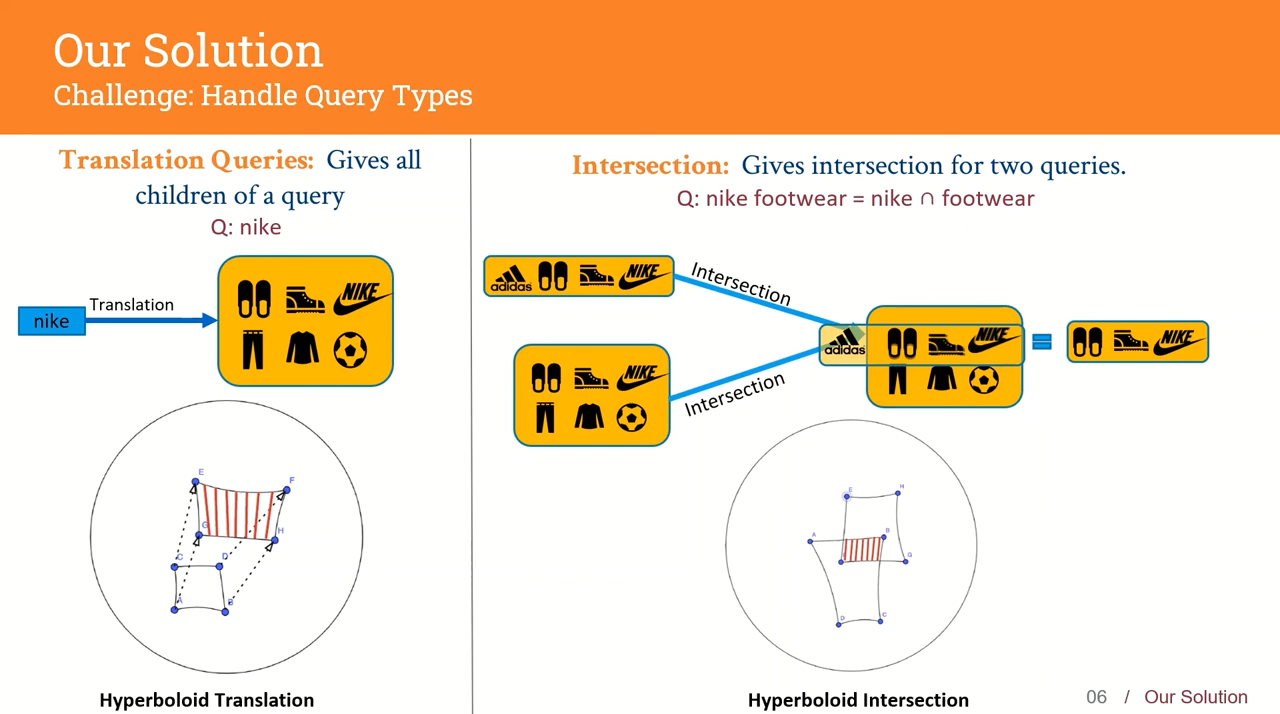 Our Solution
Challenge: Handle Query Types
Translation Queries: Gives all
children of a query
Q: nike
nike
Translation
NIKE
E
F
G
H
C
D
A
B
Hyperboloid Translation
Intersection: Gives intersection for two queries.
Q: nike footwear = nike ∩ footwear
adidas
NIKE
Intersection
NIKE
Intersection
adidas
NIKE
=
NIKE
E
H
A
B
G
D
C
Hyperboloid Intersection
06 / Our Solution